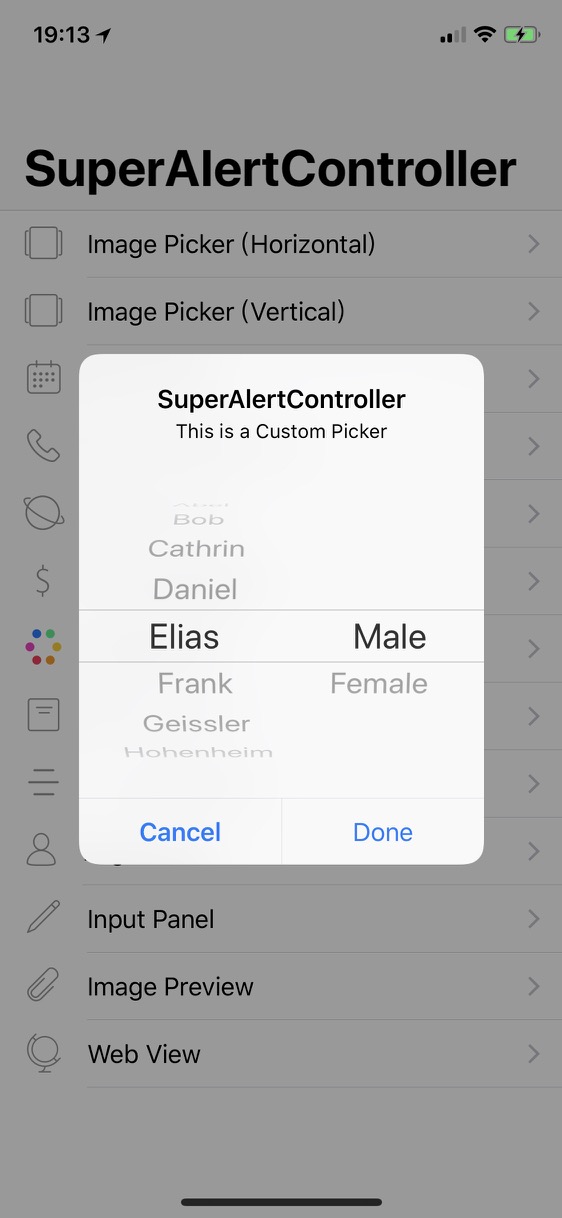 19:13
SuperAlertController
Image Picker (Horizontal)
Image Picker (Vertical)
SuperAlertController
This is a Custom Picker
Bob
Cathrin
Daniel
Elias Male
Frank Female
Geissler
Hohenheim
Cancel Done
Input Panel
Image Preview
Web View